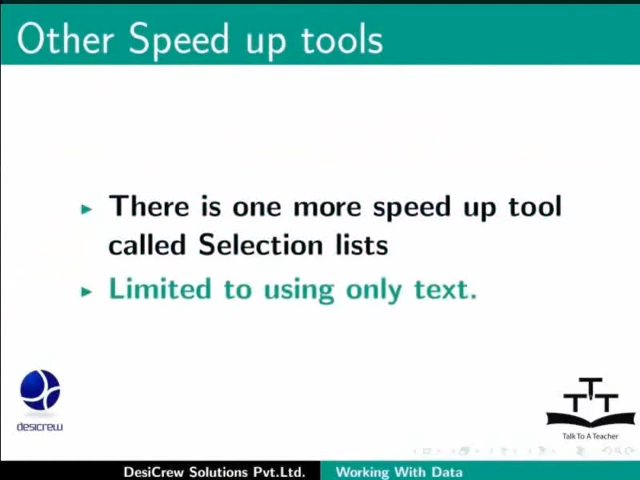 Other Speed up tools
There is one more speed up tool
called Selection lists
Limited to using only text.
desicrew
TTT
Talk To A Teacher
DesiCrew Solutions Pvt.Ltd.
Working With Data